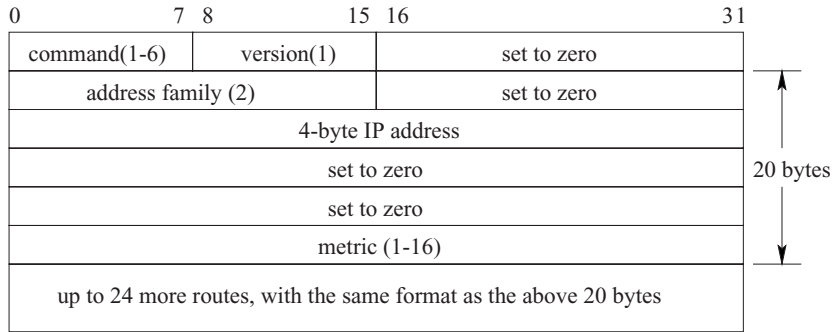 0 7 8 15 16 31
command(1-6) version(1) set to zero
address family (2) set to zero
4-byte IP address
set to zero
20 bytes
set to zero
metric (1-16)
up to 24 more routes, with the same format as the above 20 bytes